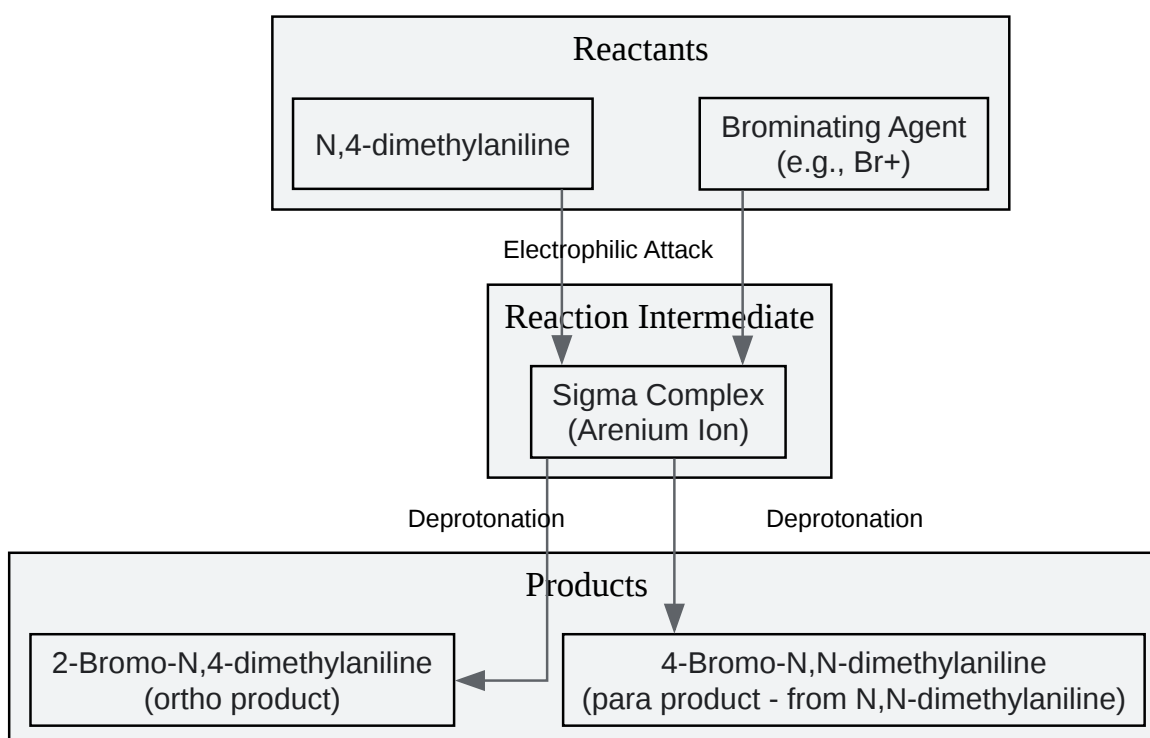 Reactants
N,4-dimethylaniline
Brominating Agent
(e.g., Br+)
Electrophilic Attack
Reaction Intermediate
Sigma Complex
(Arenium Ion)
Deprotonation
Deprotonation
Products
2-Bromo-N,4-dimethylaniline
(ortho product)
4-Bromo-N,N-dimethylaniline
(para product - from N,N-dimethylaniline)